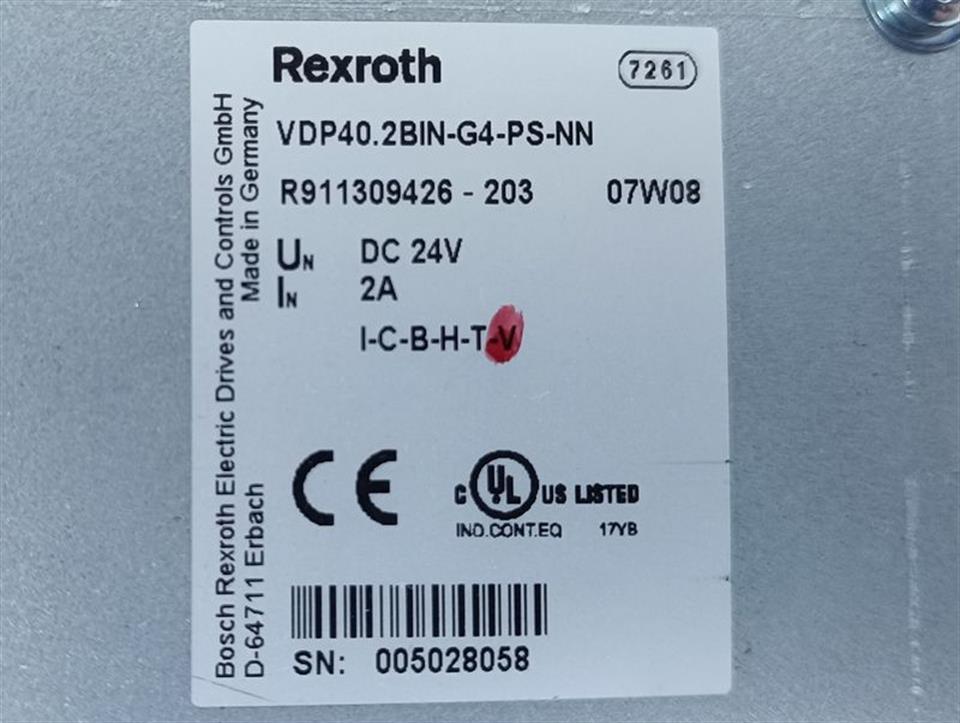 Rexroth
7261
VDP40.2BIN-G4-PS-NN
R911309426 - 203 07W08
UN DC 24V
IN 2A
I-C-B-H-T-V
CE
C UL US LISTED
IND.CONT.EQ 17YB
SN: 005028058
Bosch Rexroth Electric Drives and Controls GmbH
D-64711 Erbach Made in Germany